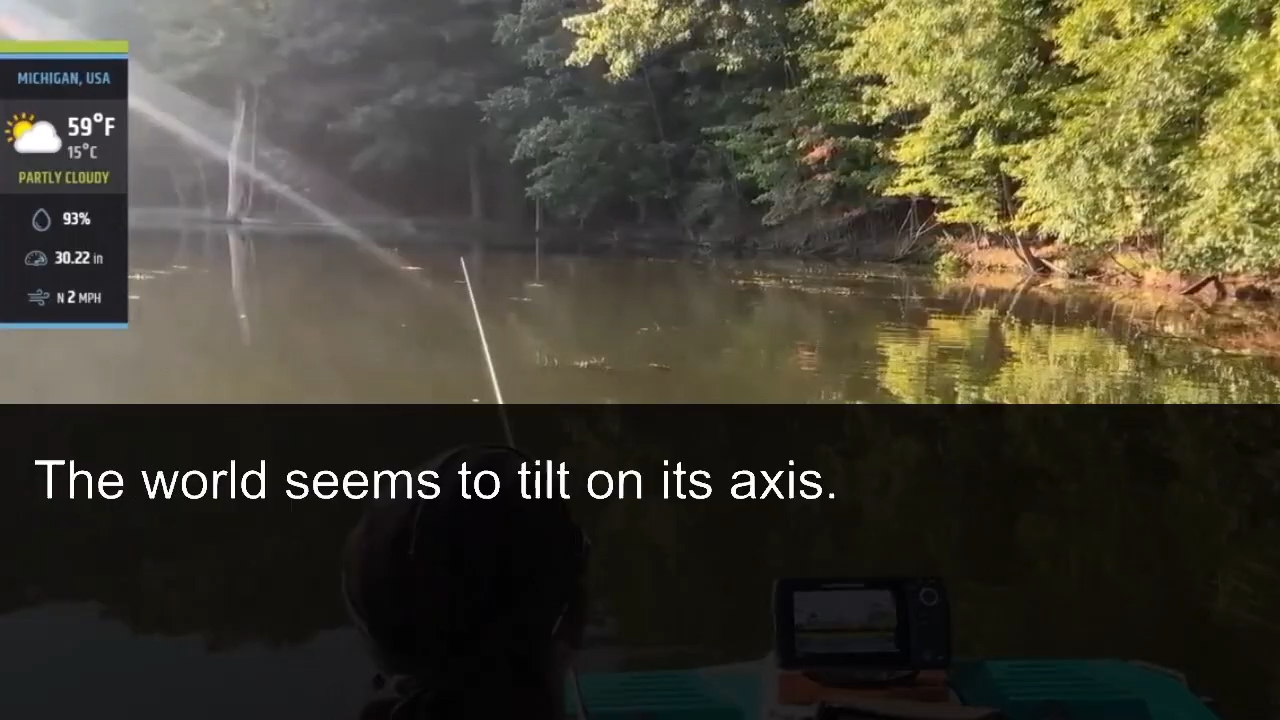 MICHIGAN, USA
59°F
15°C
PARTLY CLOUDY
93%
30.22 in
N 2 MPH
The world seems to tilt on its axis.